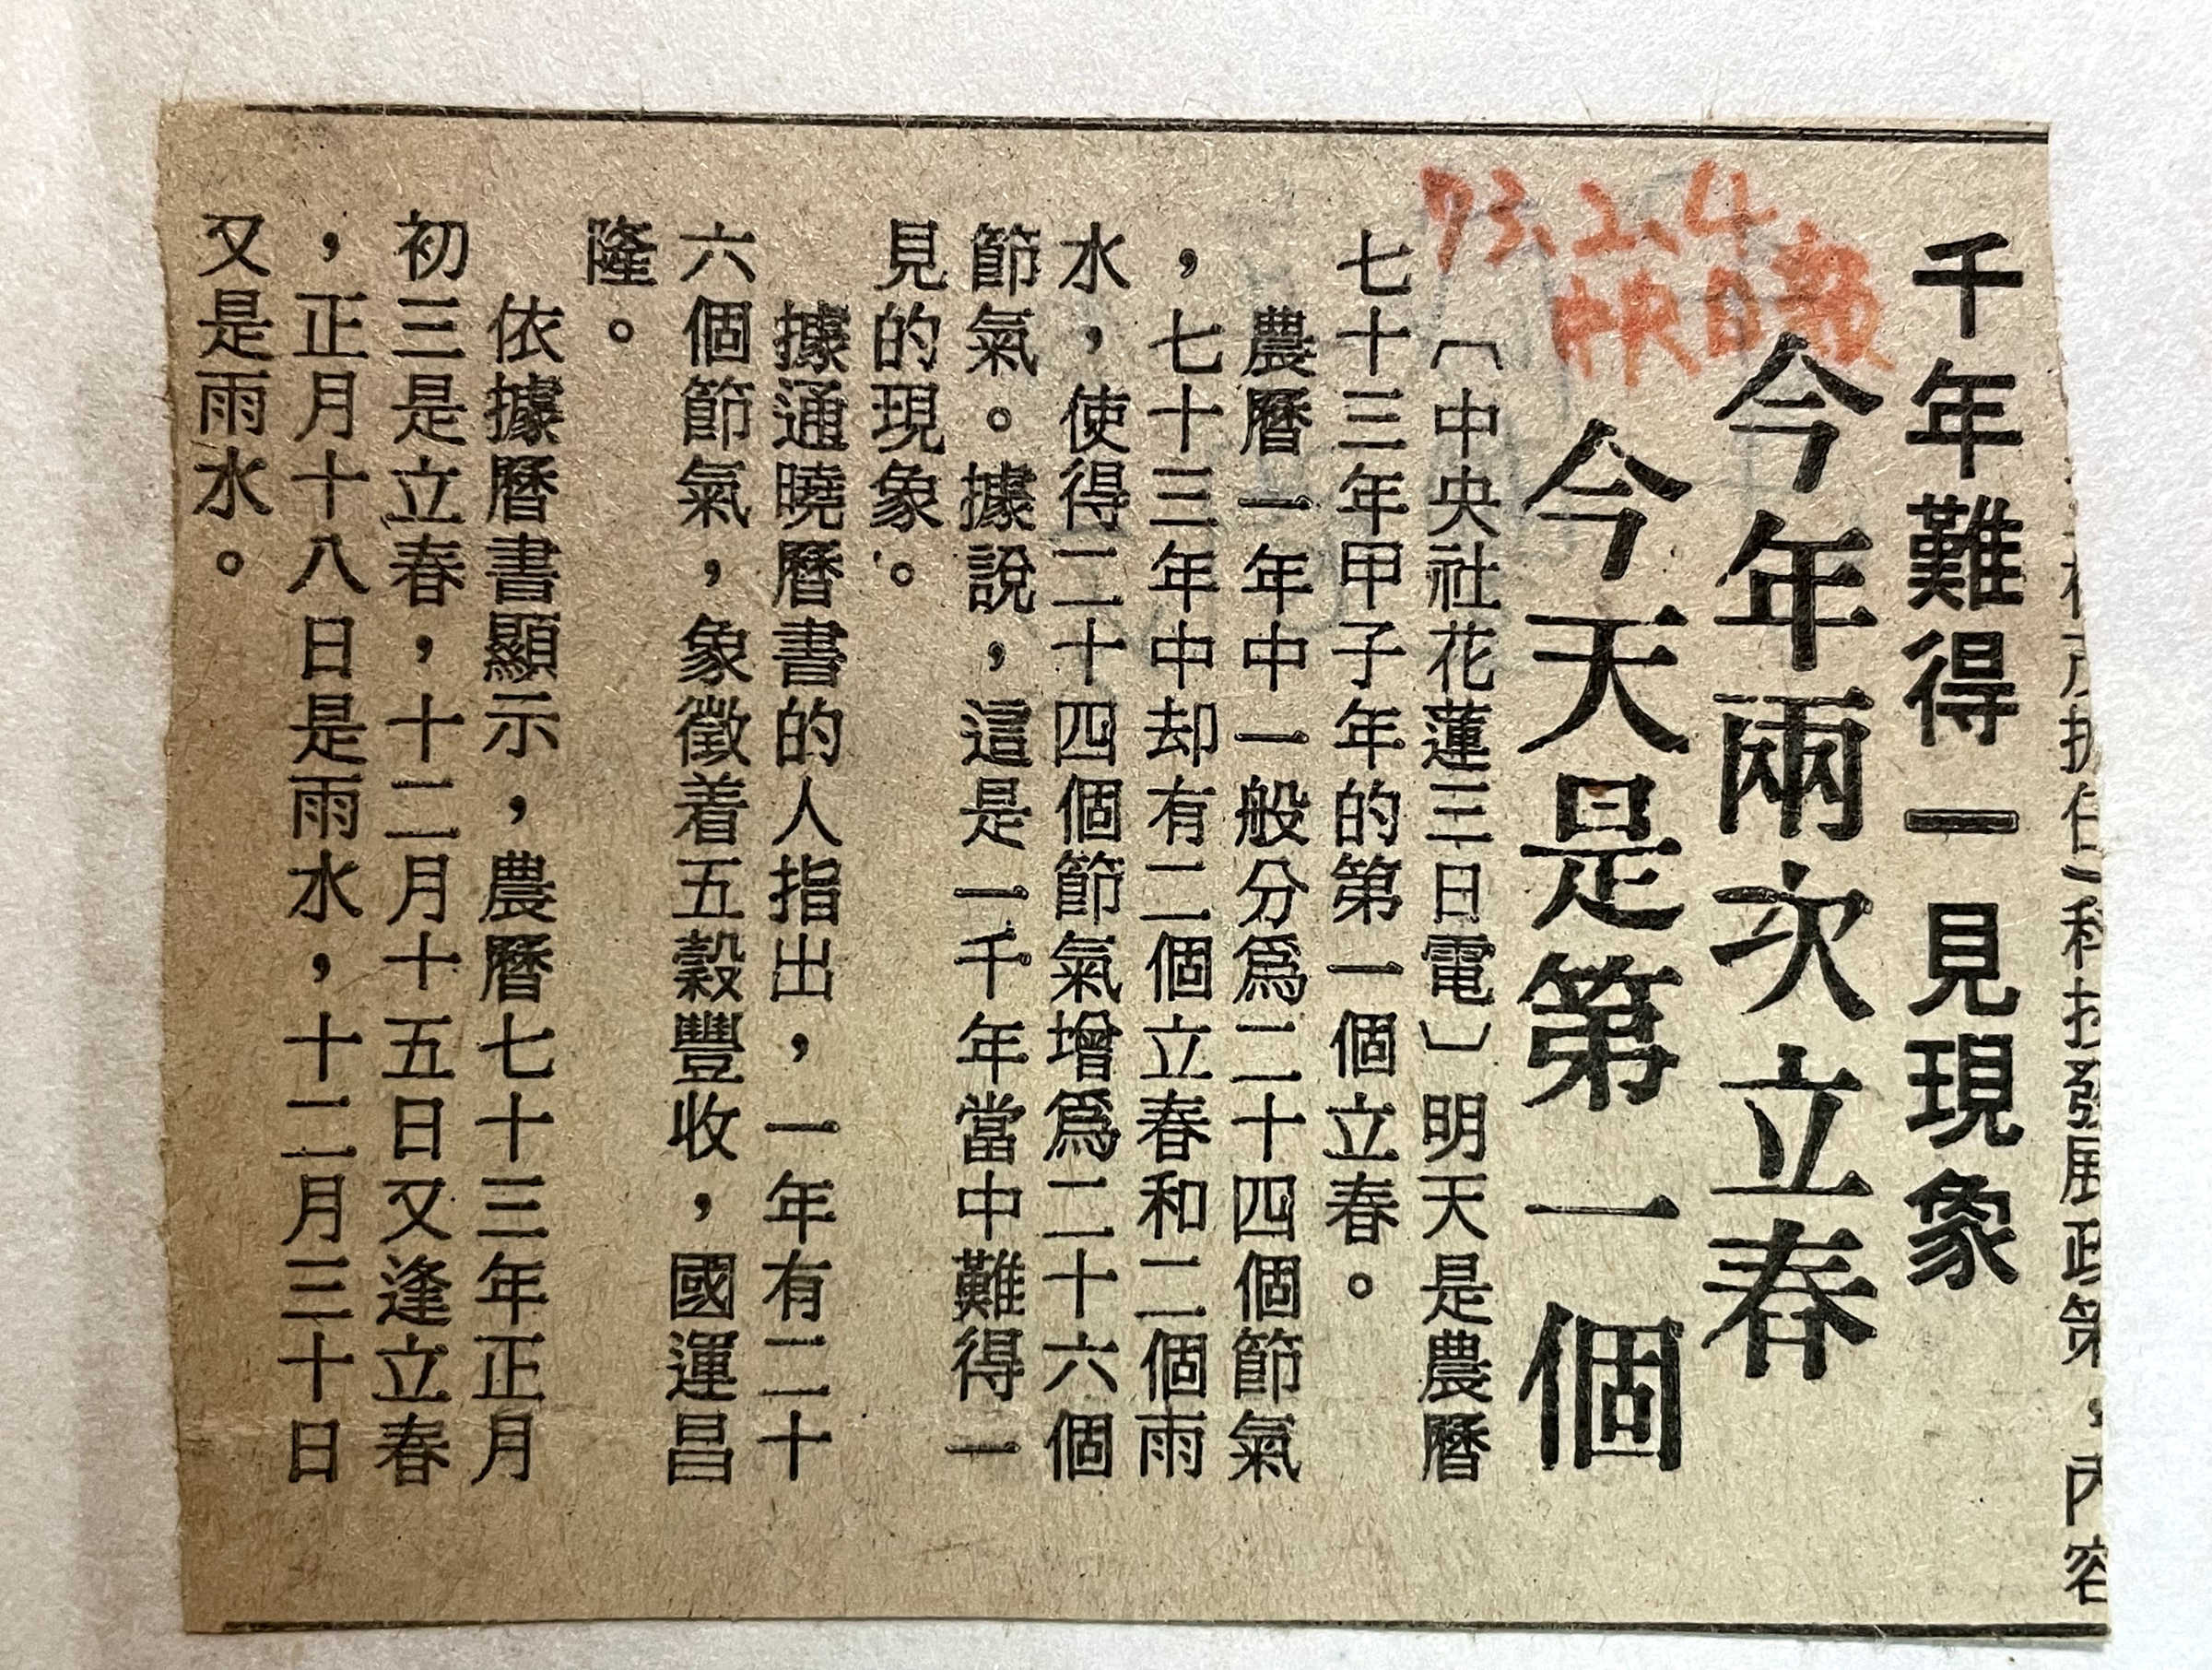 千年難得一見現象
今年兩次立春
今天是第一個
73.2.4
中央日報
〔中央社花蓮三日電〕明天是農曆
七十三年甲子年的第一個立春。
農曆一年中一般分爲二十四個節氣
，七十三年中却有二個立春和二個雨
水，使得二十四個節氣增爲二十六個
節氣。據說，這是一千年當中難得一
見的現象。
據通曉曆書的人指出，一年有二十
六個節氣，象徵着五穀豐收，國運昌
隆。
依據曆書顯示，農曆七十三年正月
初三是立春，十二月十五日又逢立春
，正月十八日是雨水，十二月三十日
又是雨水。